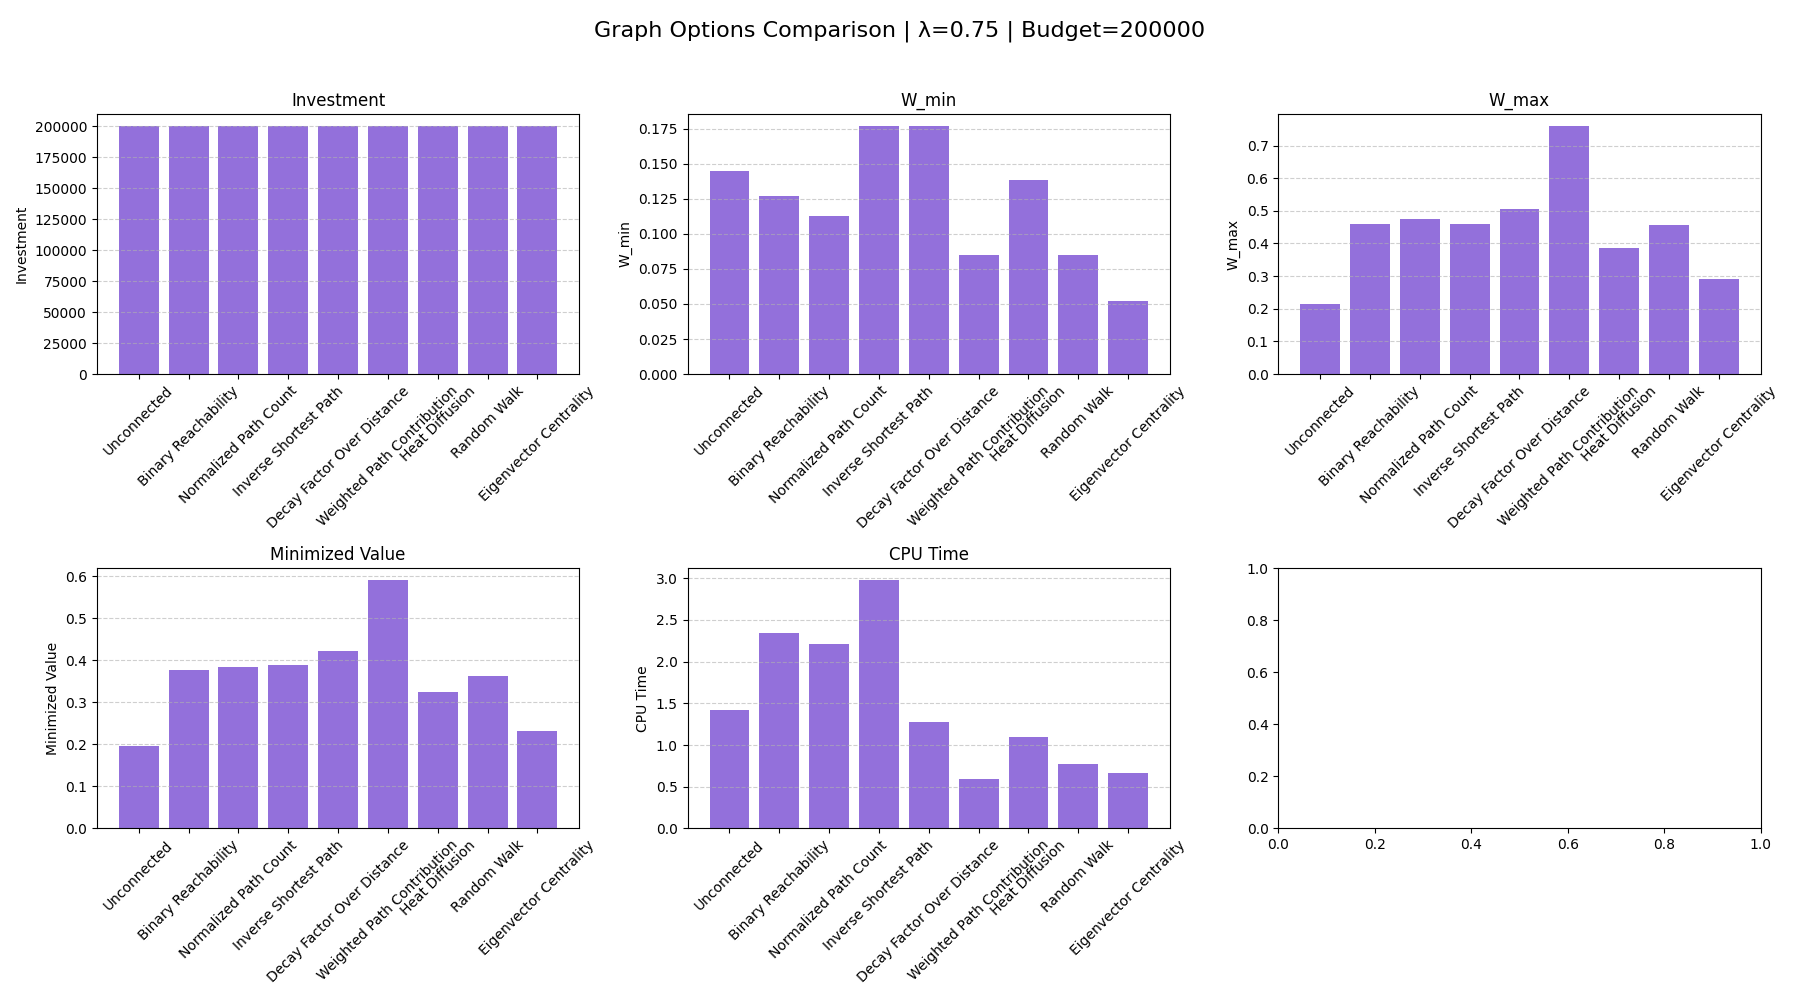 Graph Options Comparison | λ=0.75 | Budget=200000
Investment
Investment
200000
175000
150000
125000
100000
75000
50000
25000
0
Unconnected
Binary Reachability
Normalized Path Count
Inverse Shortest Path
Decay Factor Over Distance
Weighted Path Contribution
Heat Diffusion
Random Walk
Eigenvector Centrality
W_min
W_min
0.175
0.150
0.125
0.100
0.075
0.050
0.025
0.000
Unconnected
Binary Reachability
Normalized Path Count
Inverse Shortest Path
Decay Factor Over Distance
Weighted Path Contribution
Heat Diffusion
Random Walk
Eigenvector Centrality
W_max
W_max
0.7
0.6
0.5
0.4
0.3
0.2
0.1
0.0
Unconnected
Binary Reachability
Normalized Path Count
Inverse Shortest Path
Decay Factor Over Distance
Weighted Path Contribution
Heat Diffusion
Random Walk
Eigenvector Centrality
Minimized Value
Minimized Value
0.6
0.5
0.4
0.3
0.2
0.1
0.0
Unconnected
Binary Reachability
Normalized Path Count
Inverse Shortest Path
Decay Factor Over Distance
Weighted Path Contribution
Heat Diffusion
Random Walk
Eigenvector Centrality
CPU Time
CPU Time
3.0
2.5
2.0
1.5
1.0
0.5
0.0
Unconnected
Binary Reachability
Normalized Path Count
Inverse Shortest Path
Decay Factor Over Distance
Weighted Path Contribution
Heat Diffusion
Random Walk
Eigenvector Centrality
1.0
0.8
0.6
0.4
0.2
0.0
0.0 0.2 0.4 0.6 0.8 1.0